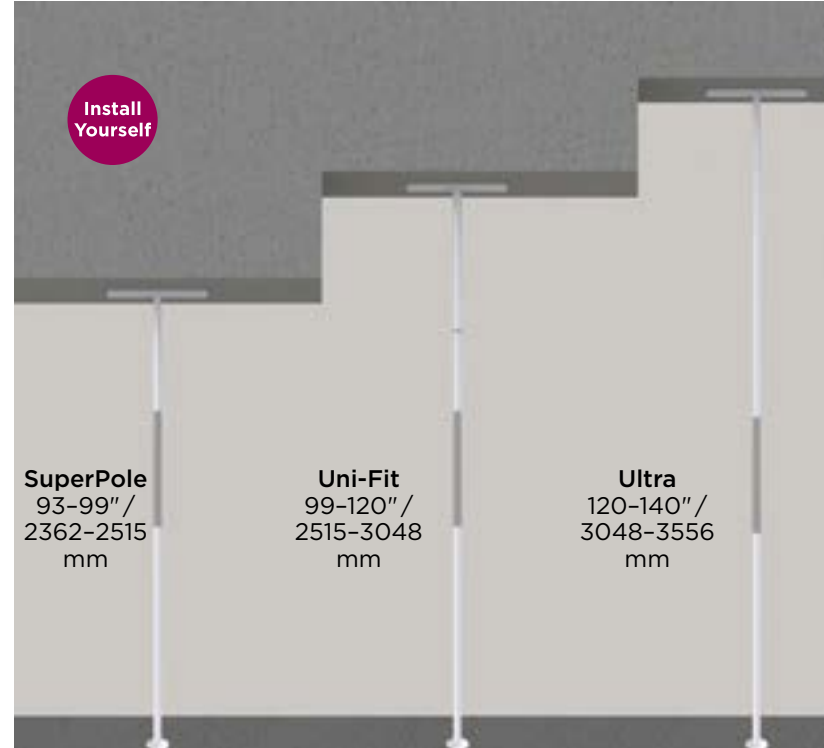 Install
Yourself
SuperPole
93–99"/
2362–2515
mm
Uni-Fit
99–120"/
2515–3048
mm
Ultra
120–140"/
3048–3556
mm